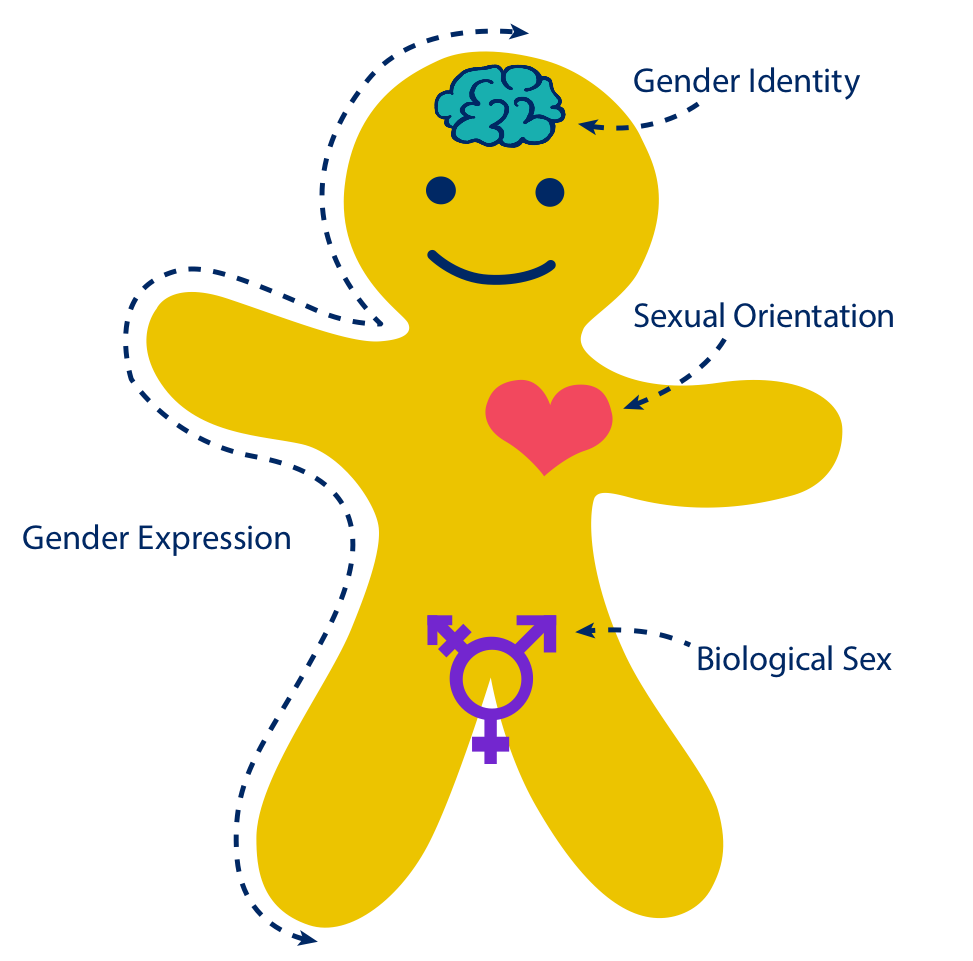 Gender Identity
Sexual Orientation
Gender Expression
Biological Sex